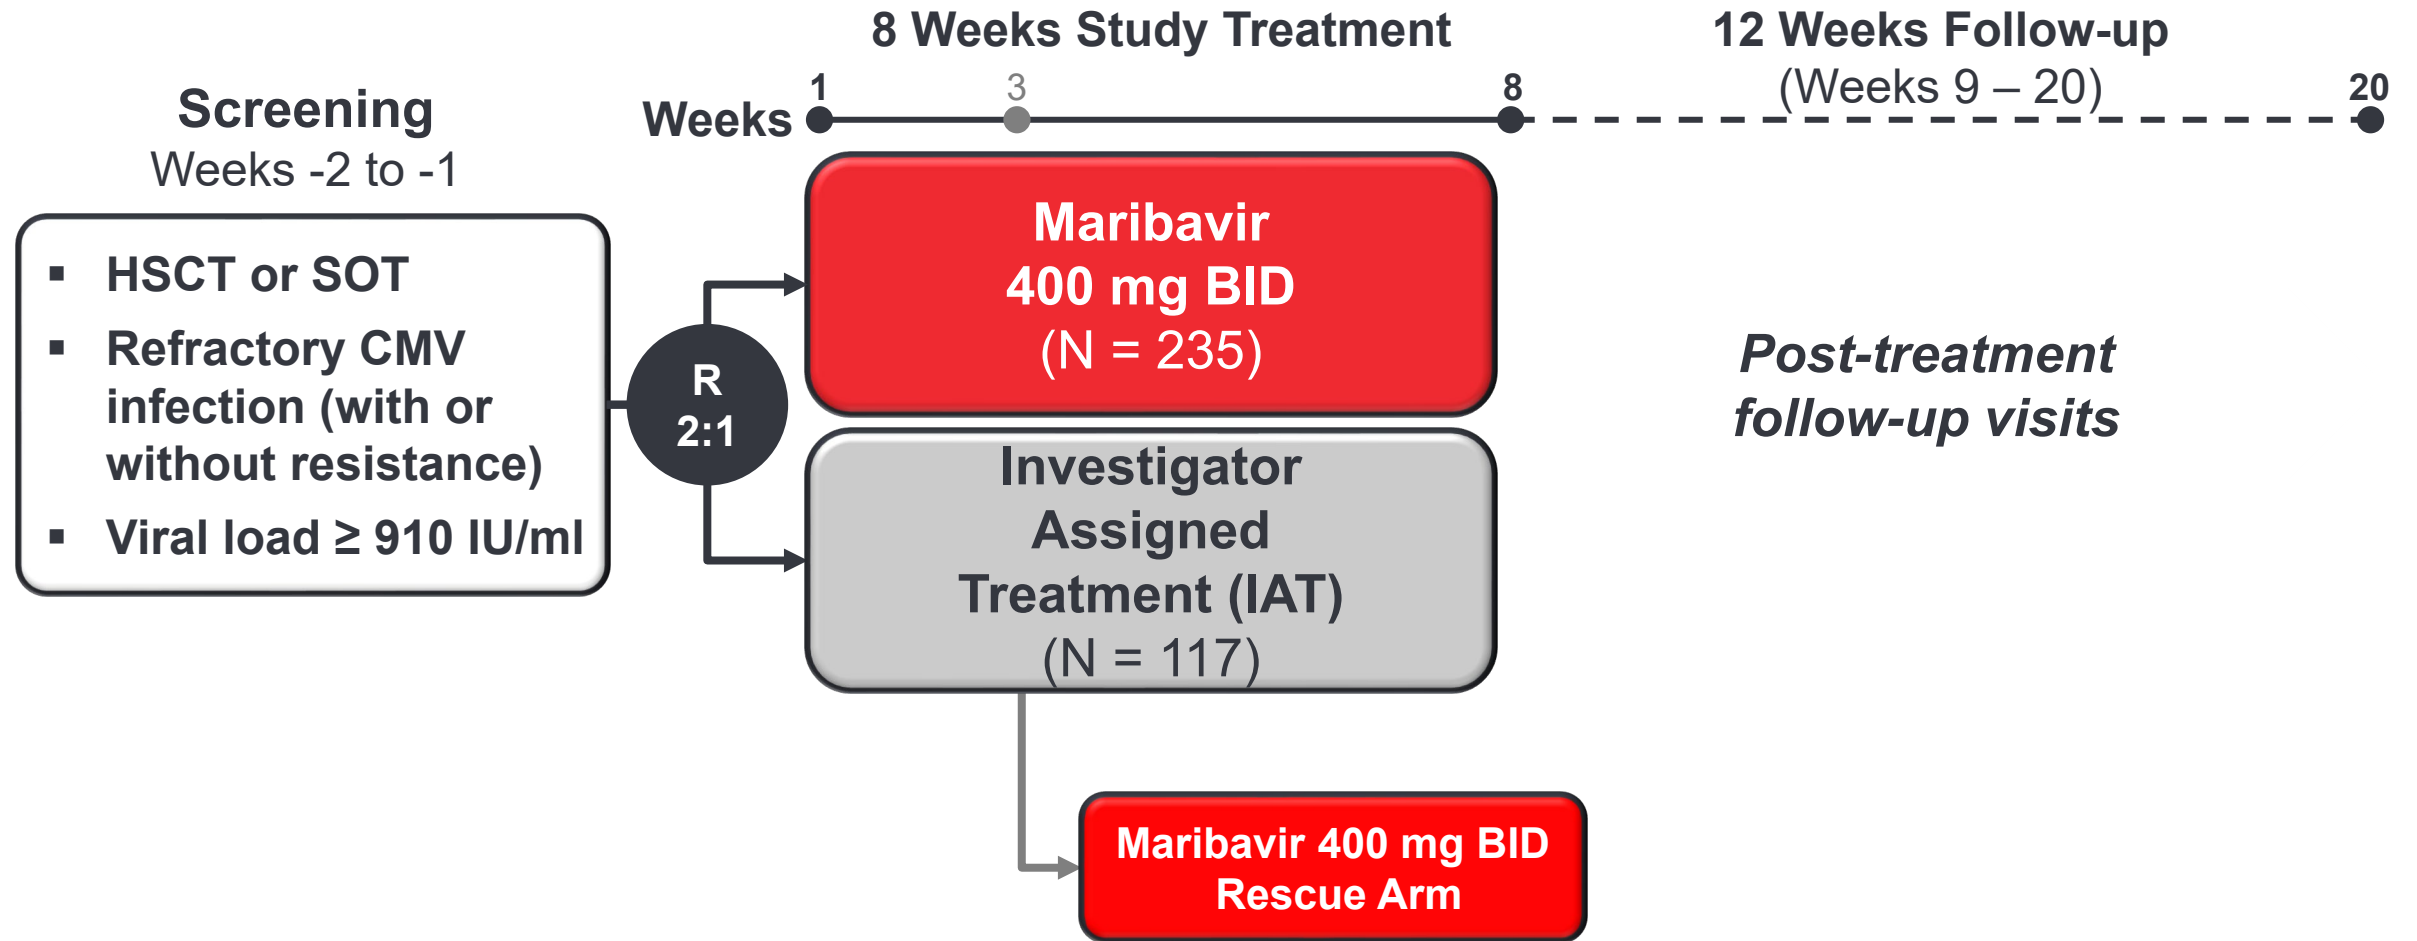 8 Weeks Study Treatment
12 Weeks Follow-up
(Weeks 9 – 20)
Weeks
1
3
8
20
Screening
Weeks -2 to -1
▪ HSCT or SOT
▪ Refractory CMV
infection (with or
without resistance)
▪ Viral load ≥ 910 IU/ml
R
2:1
Maribavir
400 mg BID
(N = 235)
Investigator
Assigned
Treatment (IAT)
(N = 117)
Post-treatment
follow-up visits
Maribavir 400 mg BID
Rescue Arm